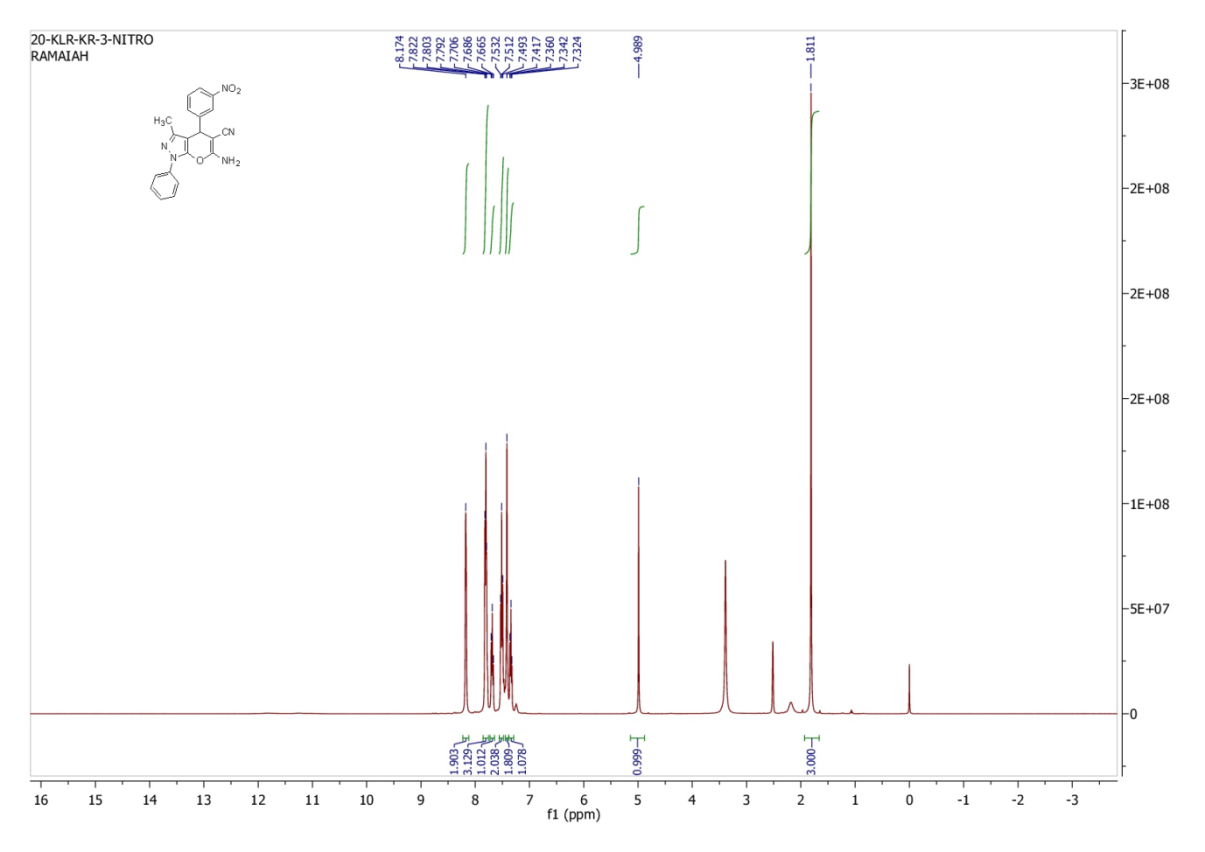 20-KLR-KR-3-NITRO
RAMAIAH
8.174
7.822
7.803
7.792
7.706
7.686
7.665
7.532
7.512
7.493
7.417
7.360
7.342
7.324
4.989
1.811
NO2
H3C
CN
N
N
O
NH2
3E+08
2E+08
2E+08
2E+08
1E+08
5E+07
0
1.903
3.129
1.012
2.038
1.809
1.078
0.999
3.000
16 15 14 13 12 11 10 9 8 7 6 5 4 3 2 1 0 -1 -2 -3
f1 (ppm)